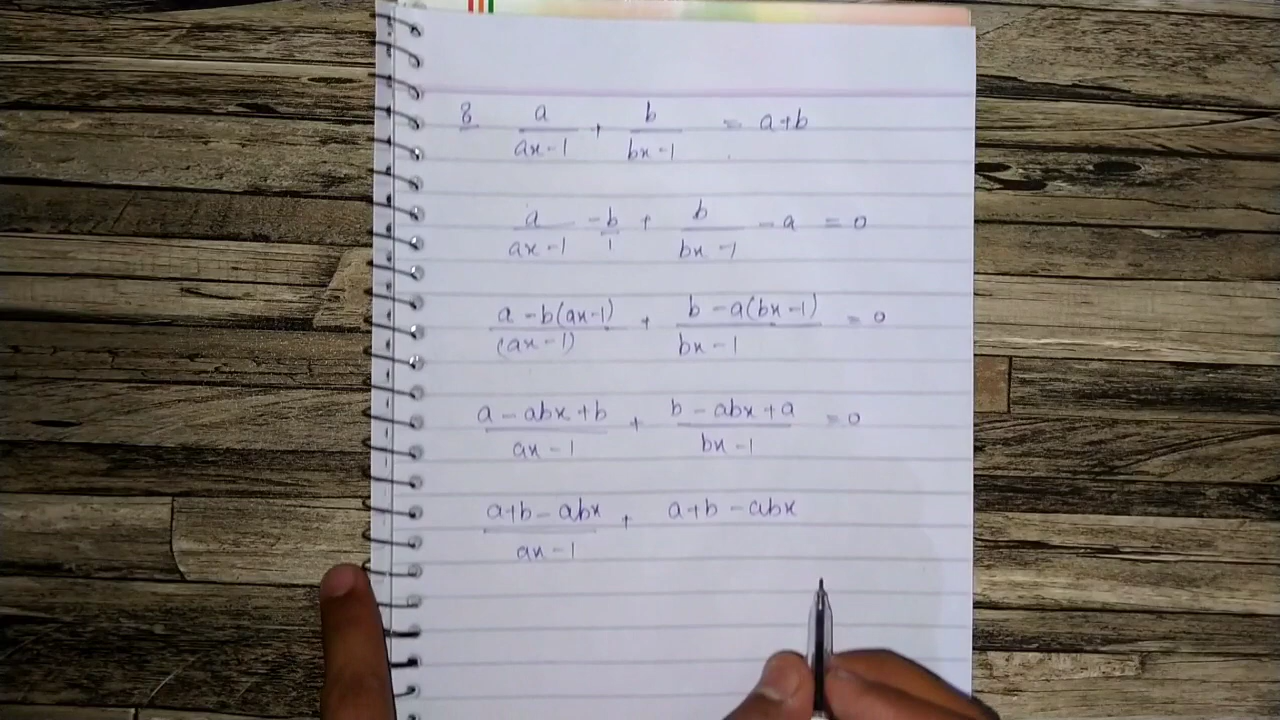 8 a/(ax-1) + b/(bx-1) = a+b
a/(ax-1) - b/1 + b/(bx-1) - a = 0
(a - b(ax-1))/(ax-1) + (b - a(bx-1))/(bx-1) = 0
(a - abx + b)/(ax-1) + (b - abx + a)/(bx-1) = 0
(a+b - abx)/(ax-1) + a+b - abx